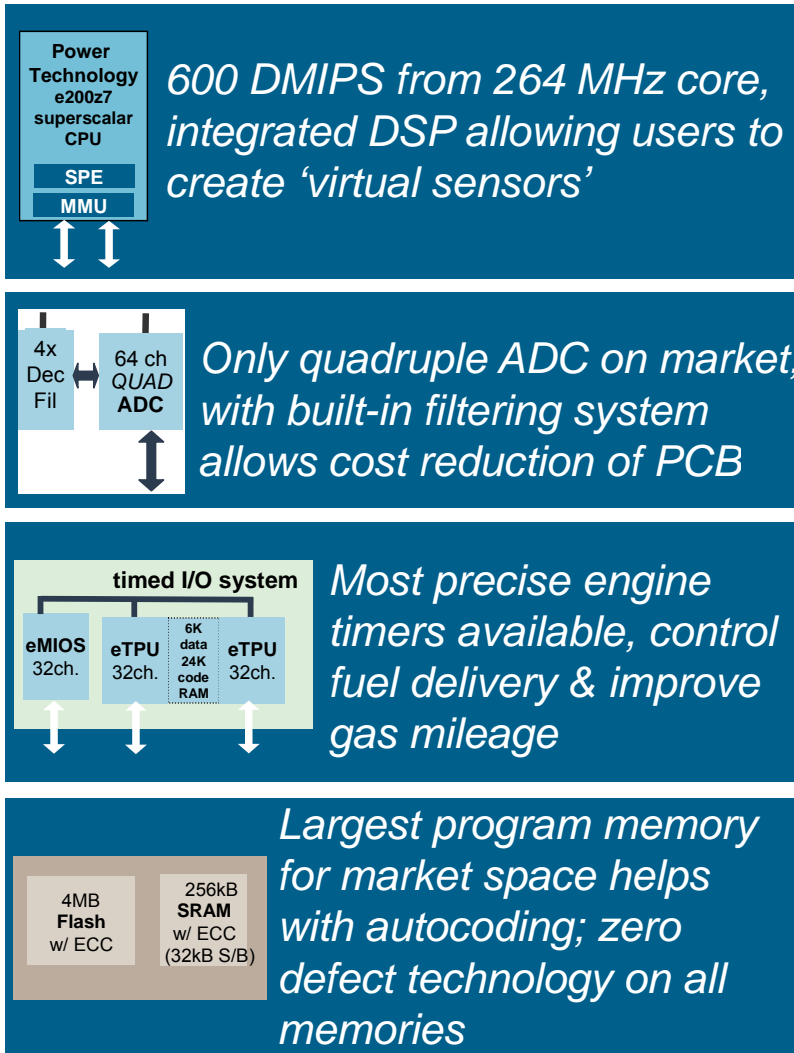 Power
Technology
e200z7
superscalar
CPU
SPE
MMU
600 DMIPS from 264 MHz core,
integrated DSP allowing users to
create ‘virtual sensors’
4x
Dec
Fil
64 ch
QUAD
ADC
Only quadruple ADC on market,
with built-in filtering system
allows cost reduction of PCB
timed I/O system
eMIOS
32ch.
eTPU
32ch.
6K
data
24K
code
RAM
eTPU
32ch.
Most precise engine
timers available, control
fuel delivery & improve
gas mileage
4MB
Flash
w/ ECC
256kB
SRAM
w/ ECC
(32kB S/B)
Largest program memory
for market space helps
with autocoding; zero
defect technology on all
memories